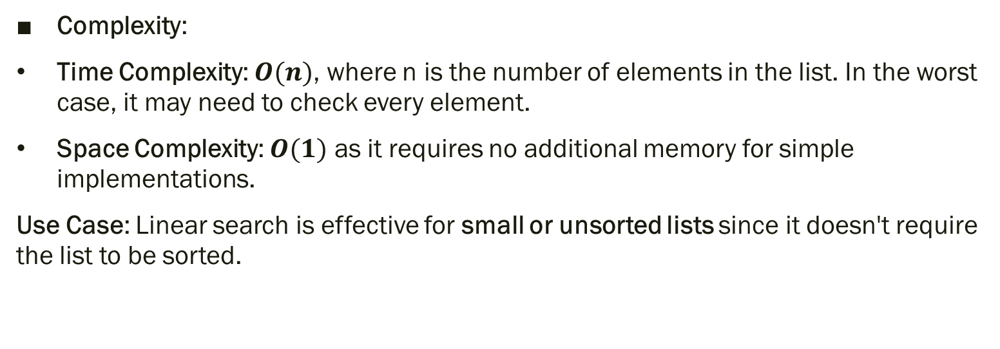 ■ Complexity:
• Time Complexity: O(n), where n is the number of elements in the list. In the worst
case, it may need to check every element.
• Space Complexity: O(1) as it requires no additional memory for simple
implementations.
Use Case: Linear search is effective for small or unsorted lists since it doesn't require
the list to be sorted.